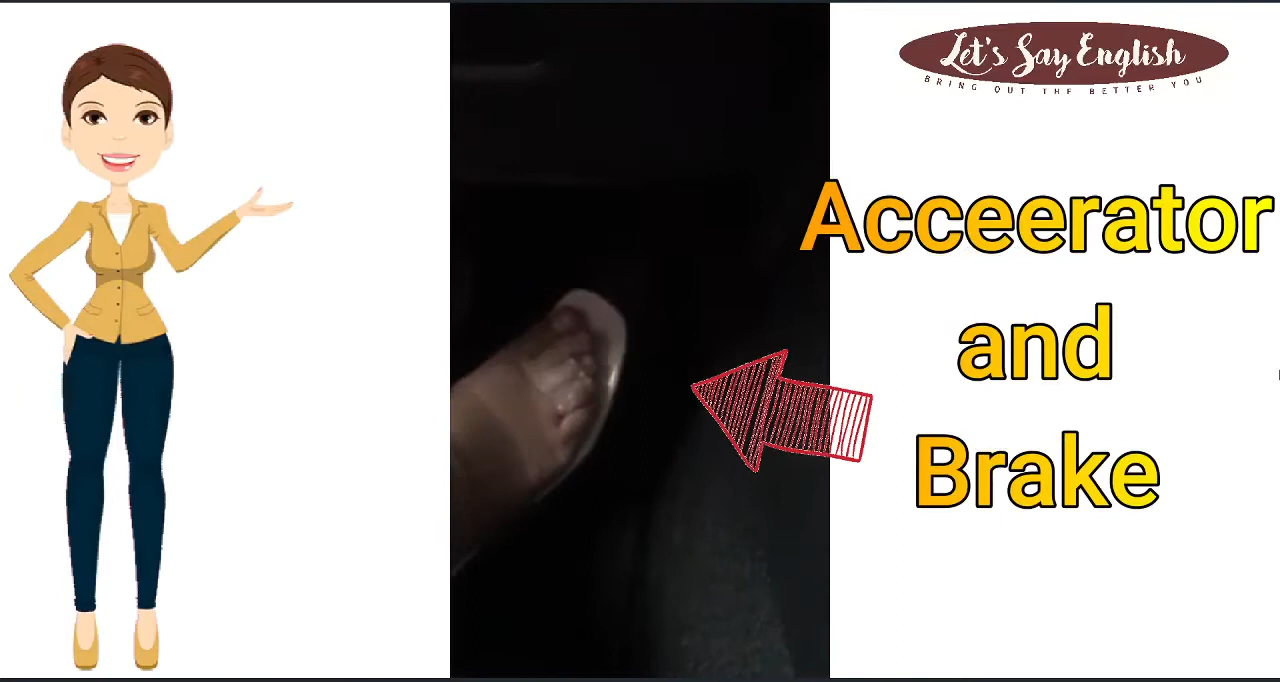 Let's Say English
BRING OUT THE BETTER YOU
Acceerator
and
Brake